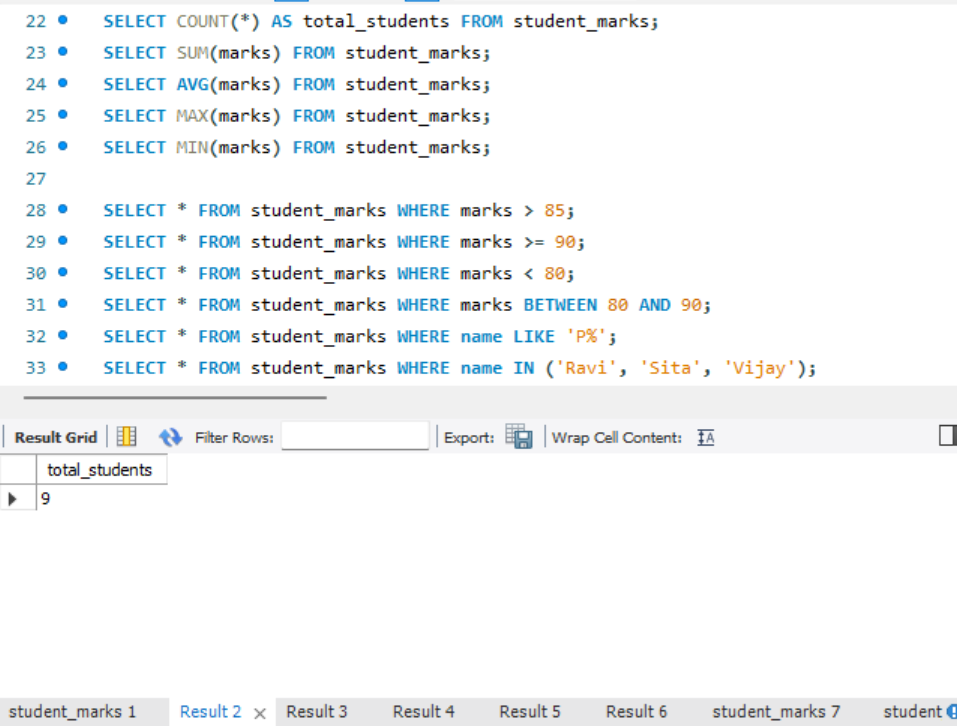 22 SELECT COUNT(*) AS total_students FROM student_marks;
23 SELECT SUM(marks) FROM student_marks;
24 SELECT AVG(marks) FROM student_marks;
25 SELECT MAX(marks) FROM student_marks;
26 SELECT MIN(marks) FROM student_marks;
27
28 SELECT * FROM student_marks WHERE marks > 85;
29 SELECT * FROM student_marks WHERE marks >= 90;
30 SELECT * FROM student_marks WHERE marks < 80;
31 SELECT * FROM student_marks WHERE marks BETWEEN 80 AND 90;
32 SELECT * FROM student_marks WHERE name LIKE 'P%';
33 SELECT * FROM student_marks WHERE name IN ('Ravi', 'Sita', 'Vijay');
Result Grid Filter Rows: Export: Wrap Cell Content:
total_students
9
student_marks 1 Result 2 Result 3 Result 4 Result 5 Result 6 student_marks 7 student